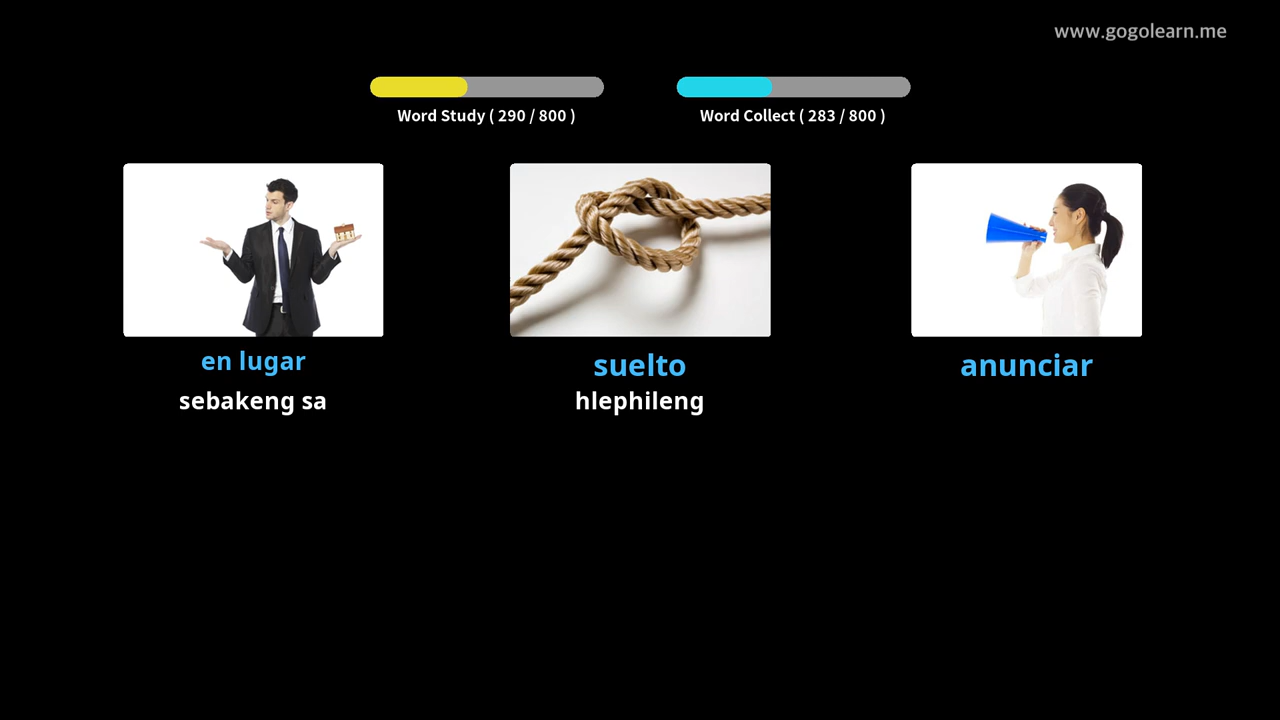 www.gogolearn.me
Word Study ( 290 / 800 )
Word Collect ( 283 / 800 )
en lugar
sebakeng sa
suelto
hlephileng
anunciar